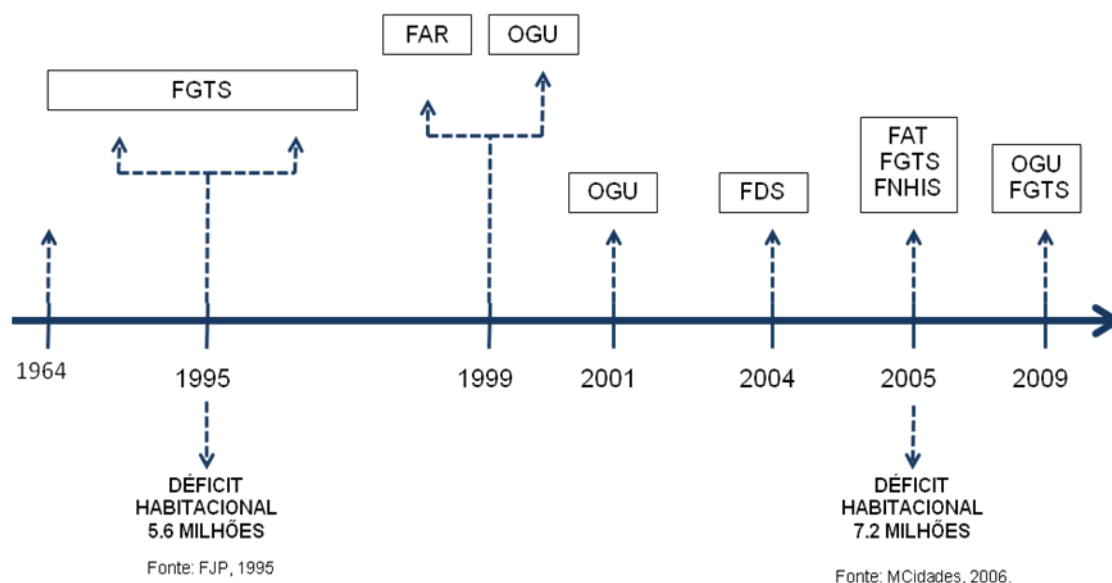 FAR
OGU
FGTS
OGU
FDS
FAT
FGTS
FNHIS
OGU
FGTS
1964
1995
1999
2001
2004
2005
2009
DÉFICIT
HABITACIONAL
5.6 MILHÕES
Fonte: FJP, 1995
DÉFICIT
HABITACIONAL
7.2 MILHÕES
Fonte: MCidades, 2006.